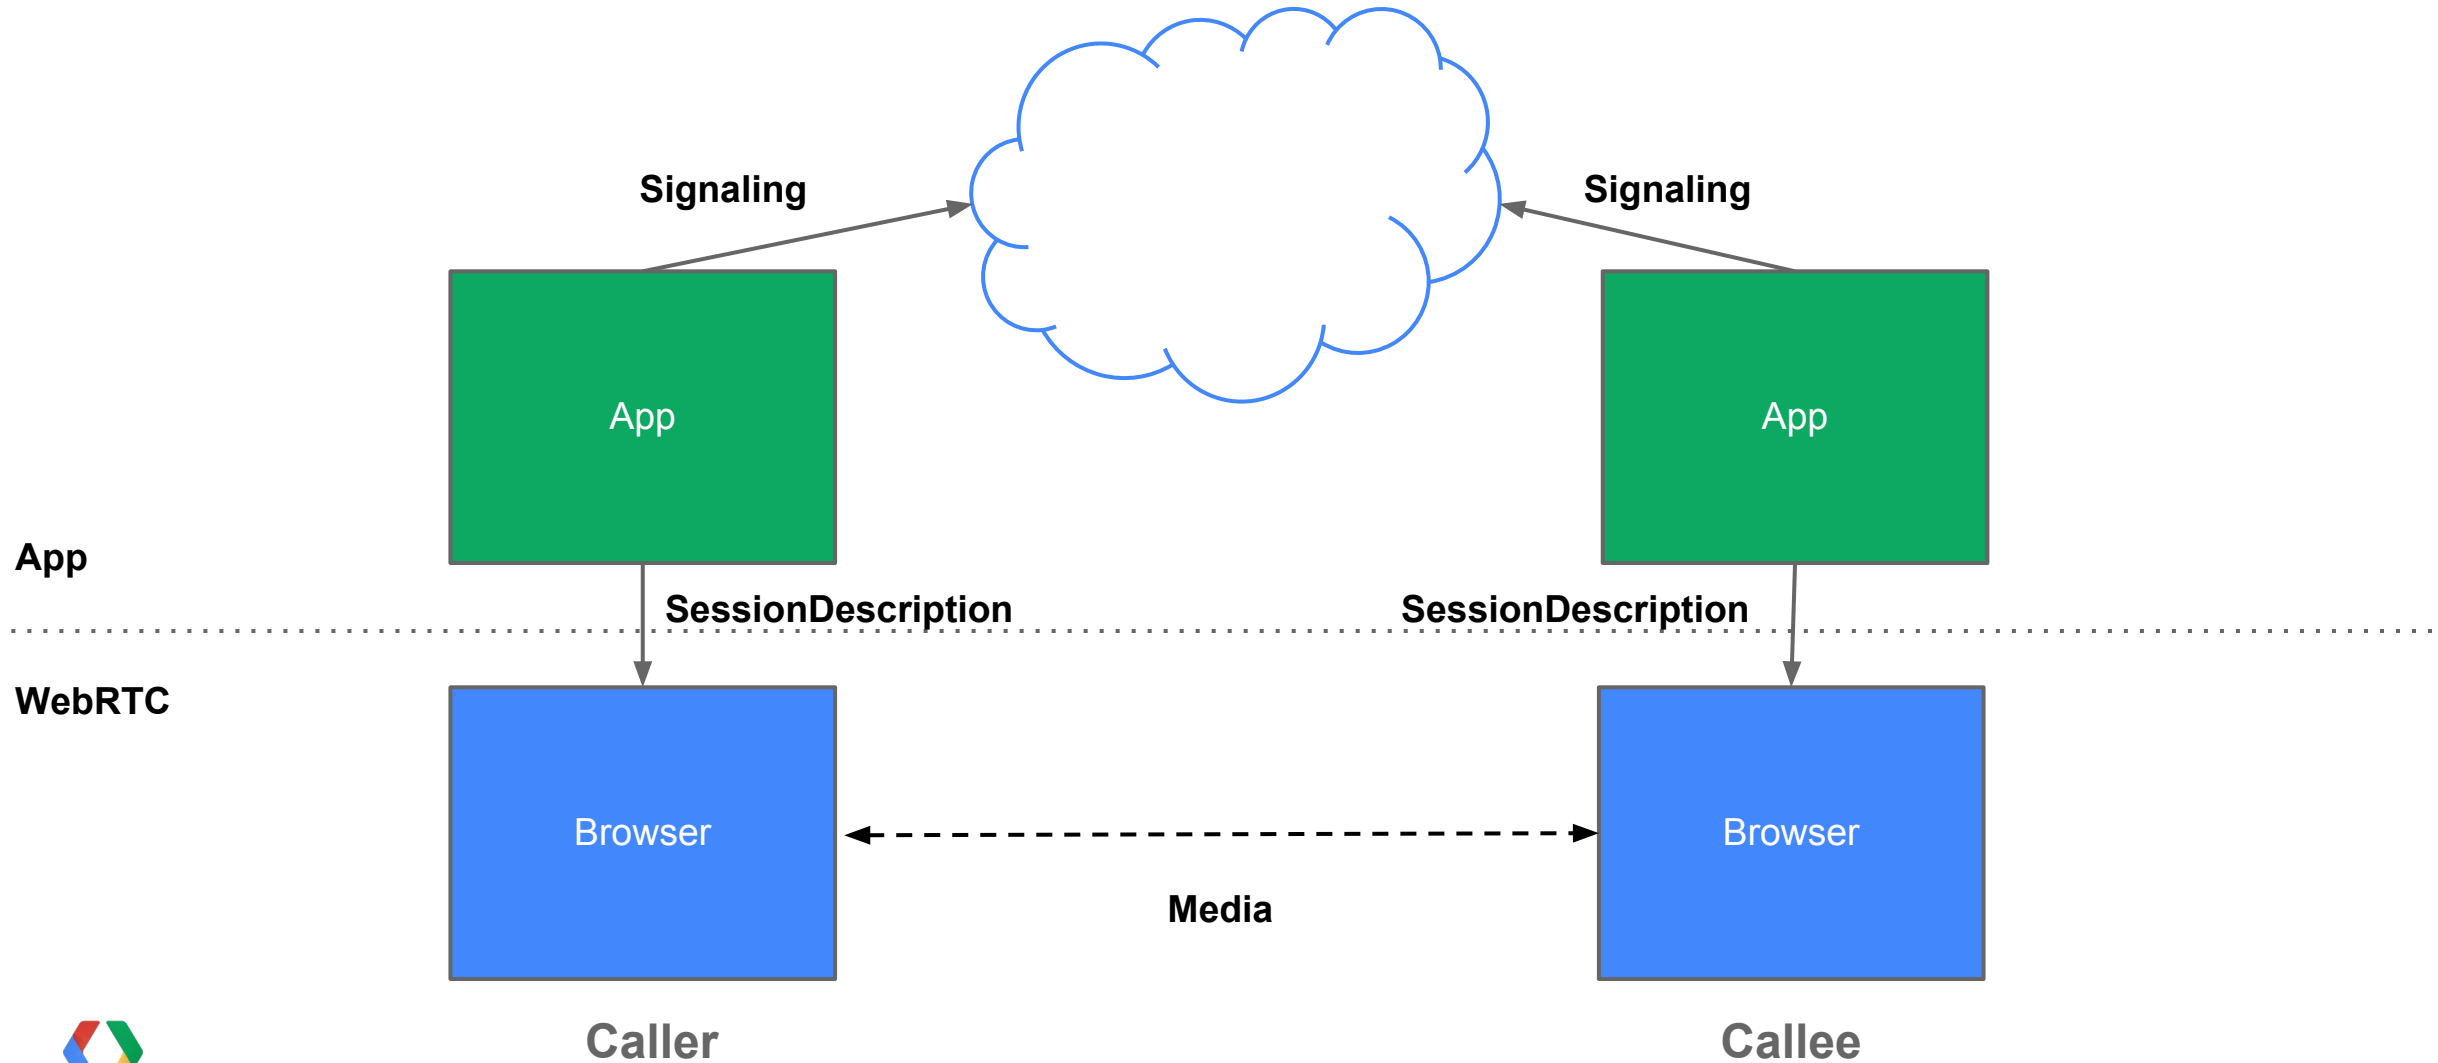 Signaling
Signaling
App
App
App
SessionDescription
SessionDescription
WebRTC
Browser
Browser
Media
Caller
Callee